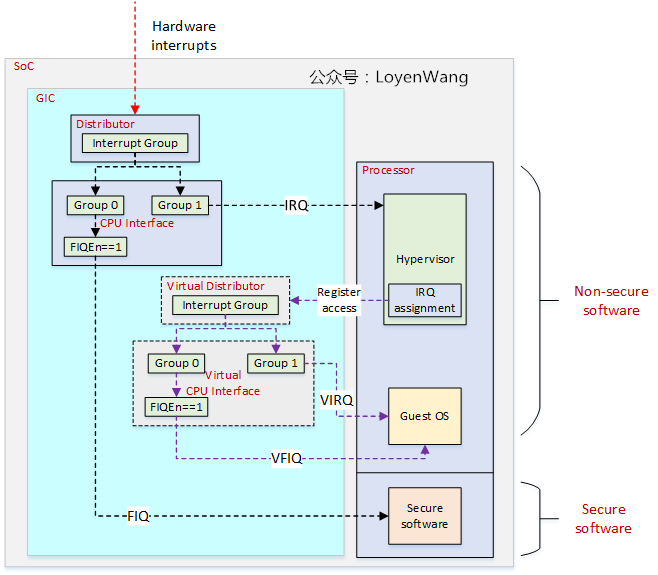 Hardware
interrupts
SoC
公众号：LoyenWang
GIC
Distributor
Interrupt Group
Processor
Group 0
Group 1
IRQ
CPU Interface
FIQEn==1
Hypervisor
Virtual Distributor
Interrupt Group
Register
access
IRQ
assignment
Non-secure
software
Group 0
Group 1
Virtual
CPU Interface
FIQEn==1
VIRQ
Guest OS
VFIQ
FIQ
Secure
software
Secure
software